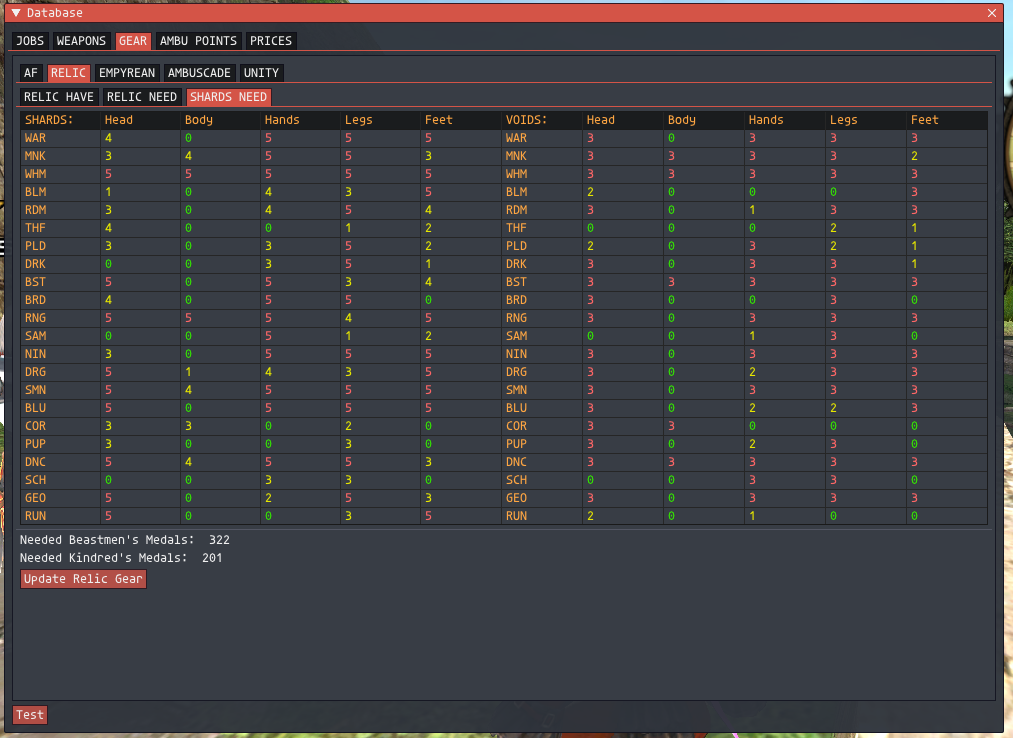 ▼ Database ✕
JOBS WEAPONS GEAR AMBU POINTS PRICES
AF RELIC EMPYREAN AMBUSCADE UNITY
RELIC HAVE RELIC NEED SHARDS NEED
SHARDS: Head Body Hands Legs Feet VOIDS: Head Body Hands Legs Feet
WAR 4 0 5 5 5 WAR 3 0 3 3 3
MNK 3 4 5 5 3 MNK 3 3 3 3 2
WHM 5 5 5 5 5 WHM 3 3 3 3 3
BLM 1 0 4 3 5 BLM 2 0 0 0 3
RDM 3 0 4 5 4 RDM 3 0 1 3 3
THF 4 0 0 1 2 THF 0 0 0 2 1
PLD 3 0 3 5 2 PLD 2 0 3 2 1
DRK 0 0 3 5 1 DRK 3 0 3 3 1
BST 5 0 5 3 4 BST 3 3 3 3 3
BRD 4 0 5 5 0 BRD 3 0 0 3 0
RNG 5 5 5 4 5 RNG 3 0 3 3 3
SAM 0 0 5 1 2 SAM 0 0 1 3 0
NIN 3 0 5 5 5 NIN 3 0 3 3 3
DRG 5 1 4 3 5 DRG 3 0 2 3 3
SMN 5 4 5 5 5 SMN 3 0 3 3 3
BLU 5 0 5 5 5 BLU 3 0 2 2 3
COR 3 3 0 2 0 COR 3 3 0 0 0
PUP 3 0 0 3 0 PUP 3 0 2 3 0
DNC 5 4 5 5 3 DNC 3 3 3 3 3
SCH 0 0 3 3 0 SCH 0 0 3 3 0
GEO 5 0 2 5 3 GEO 3 0 3 3 3
RUN 5 0 0 3 5 RUN 2 0 1 0 0
Needed Beastmen's Medals: 322
Needed Kindred's Medals: 201
Update Relic Gear
Test